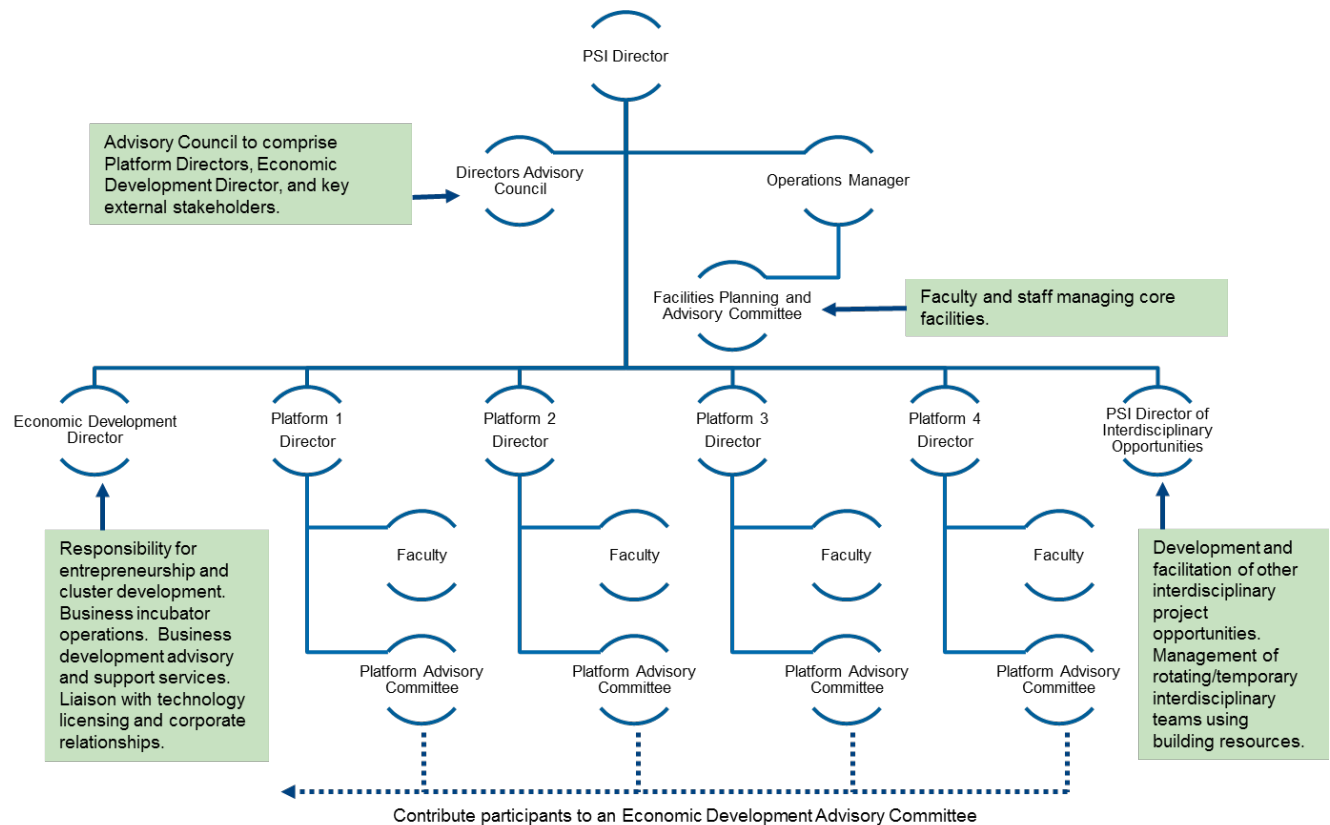 PSI Director
Advisory Council to comprise
Platform Directors, Economic
Development Director, and key
external stakeholders.
Directors Advisory
Council
Operations Manager
Facilities Planning and
Advisory Committee
Faculty and staff managing core
facilities.
Economic Development
Director
Platform 1
Director
Platform 2
Director
Platform 3
Director
Platform 4
Director
PSI Director of
Interdisciplinary
Opportunities
Responsibility for
entrepreneurship and
cluster development.
Business incubator
operations. Business
development advisory
and support services.
Liaison with technology
licensing and corporate
relationships.
Faculty
Faculty
Faculty
Faculty
Development and
facilitation of other
interdisciplinary
project
opportunities.
Management of
rotating/temporary
interdisciplinary
teams using
building resources.
Platform Advisory
Committee
Platform Advisory
Committee
Platform Advisory
Committee
Platform Advisory
Committee
Contribute participants to an Economic Development Advisory Committee